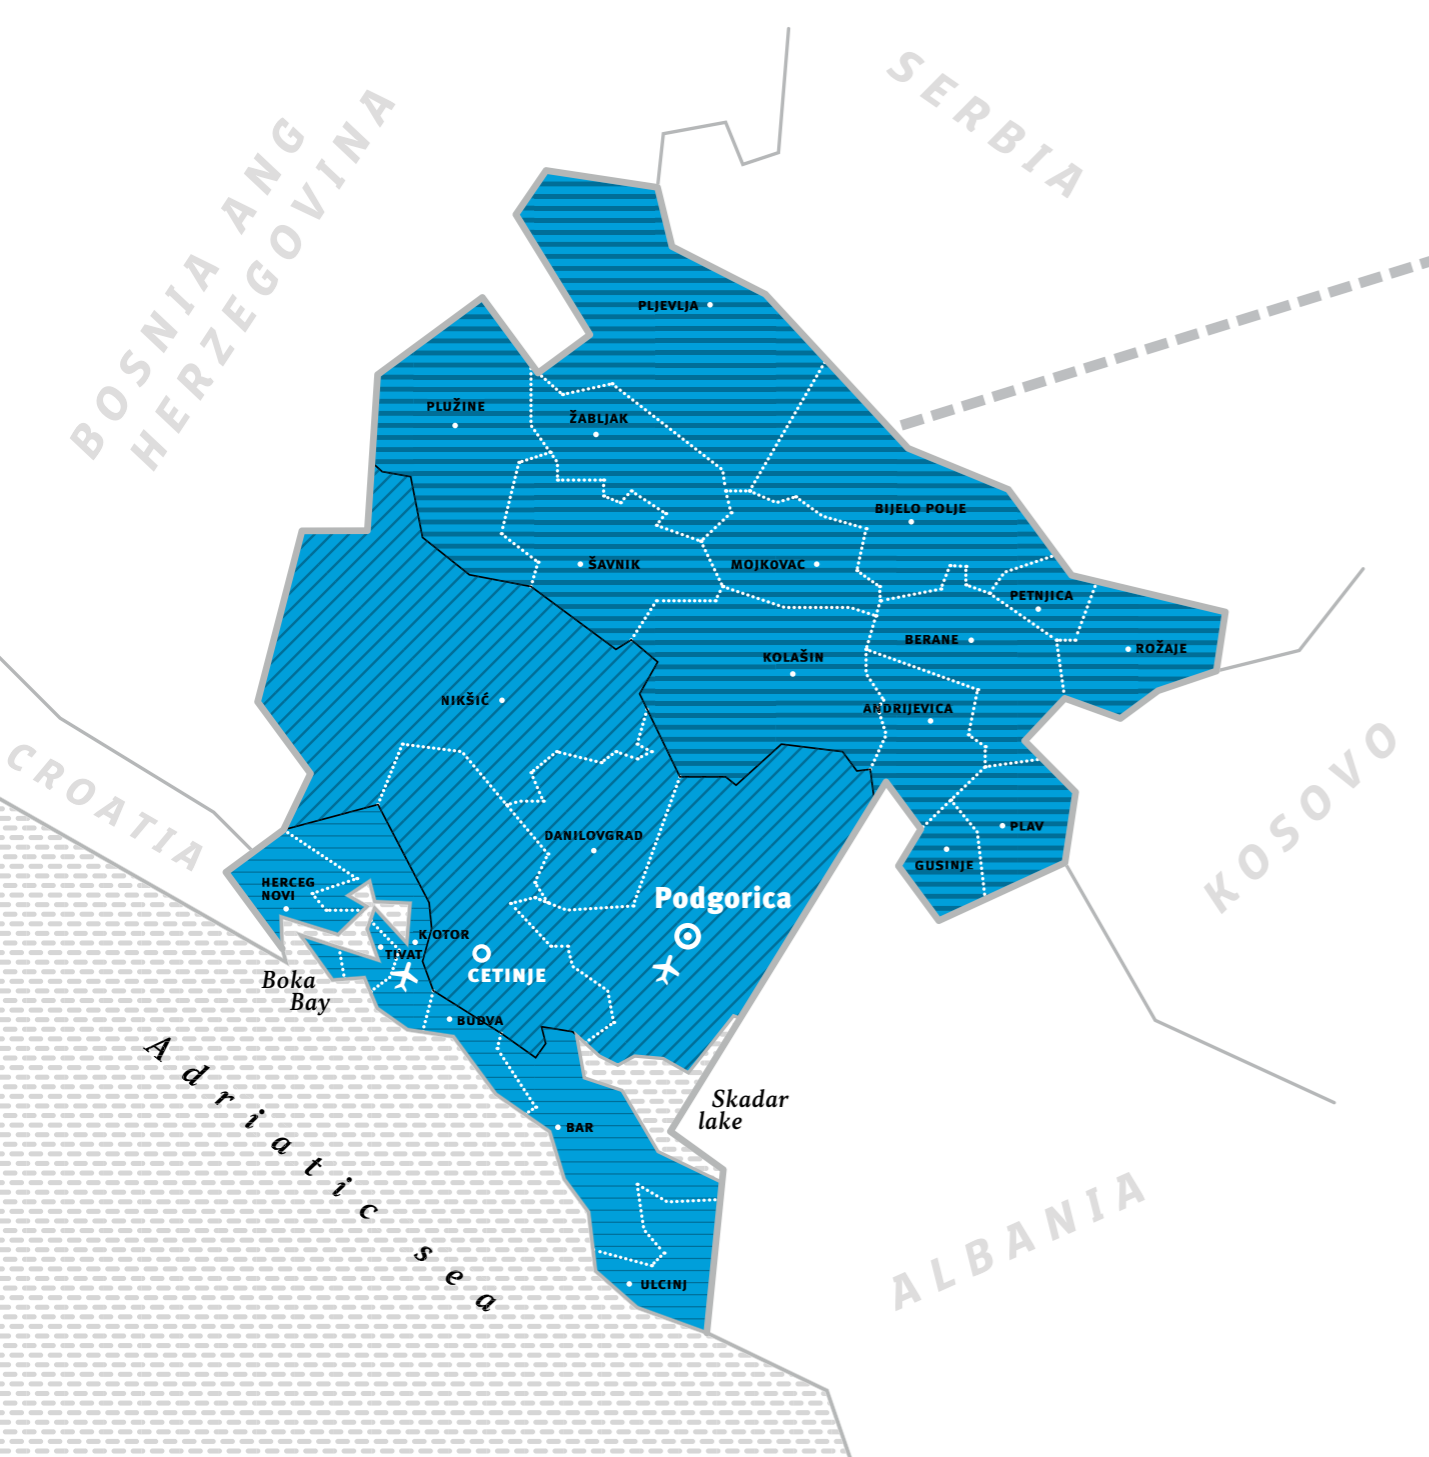 SERBIA
BOSNIA ANG
HERZEGOVINA
PLJEVLJA
PLUŽINE
ŽABLJAK
BIJELO POLJE
ŠAVNIK
MOJKOVAC
PETNJICA
BERANE
ROŽAJE
KOLAŠIN
NIKŠIĆ
ANDRIJEVICA
CROATIA
KOSOVO
DANILOVGRAD
PLAV
GUSINJE
HERCEG
NOVI
Podgorica
KOTOR
TIVAT
CETINJE
Boka
Bay
BUDVA
Adriatic sea
Skadar
lake
BAR
ALBANIA
ULCINJ